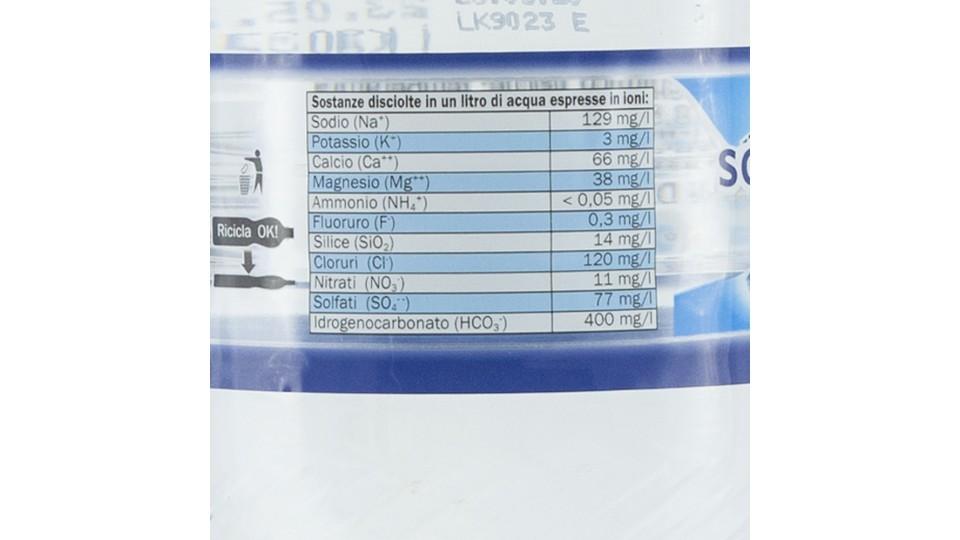 LK9023 E
Sostanze disciolte in un litro di acqua espresse in ioni:
Sodio (Na⁺) 129 mg/l
Potassio (K⁺) 3 mg/l
Calcio (Ca⁺⁺) 66 mg/l
Magnesio (Mg⁺⁺) 38 mg/l
Ammonio (NH₄⁺) < 0,05 mg/l
Fluoruro (F⁻) 0,3 mg/l
Silice (SiO₂) 14 mg/l
Cloruri (Cl⁻) 120 mg/l
Nitrati (NO₃⁻) 11 mg/l
Solfati (SO₄⁻⁻) 77 mg/l
Idrogenocarbonato (HCO₃⁻) 400 mg/l
Ricicla OK!